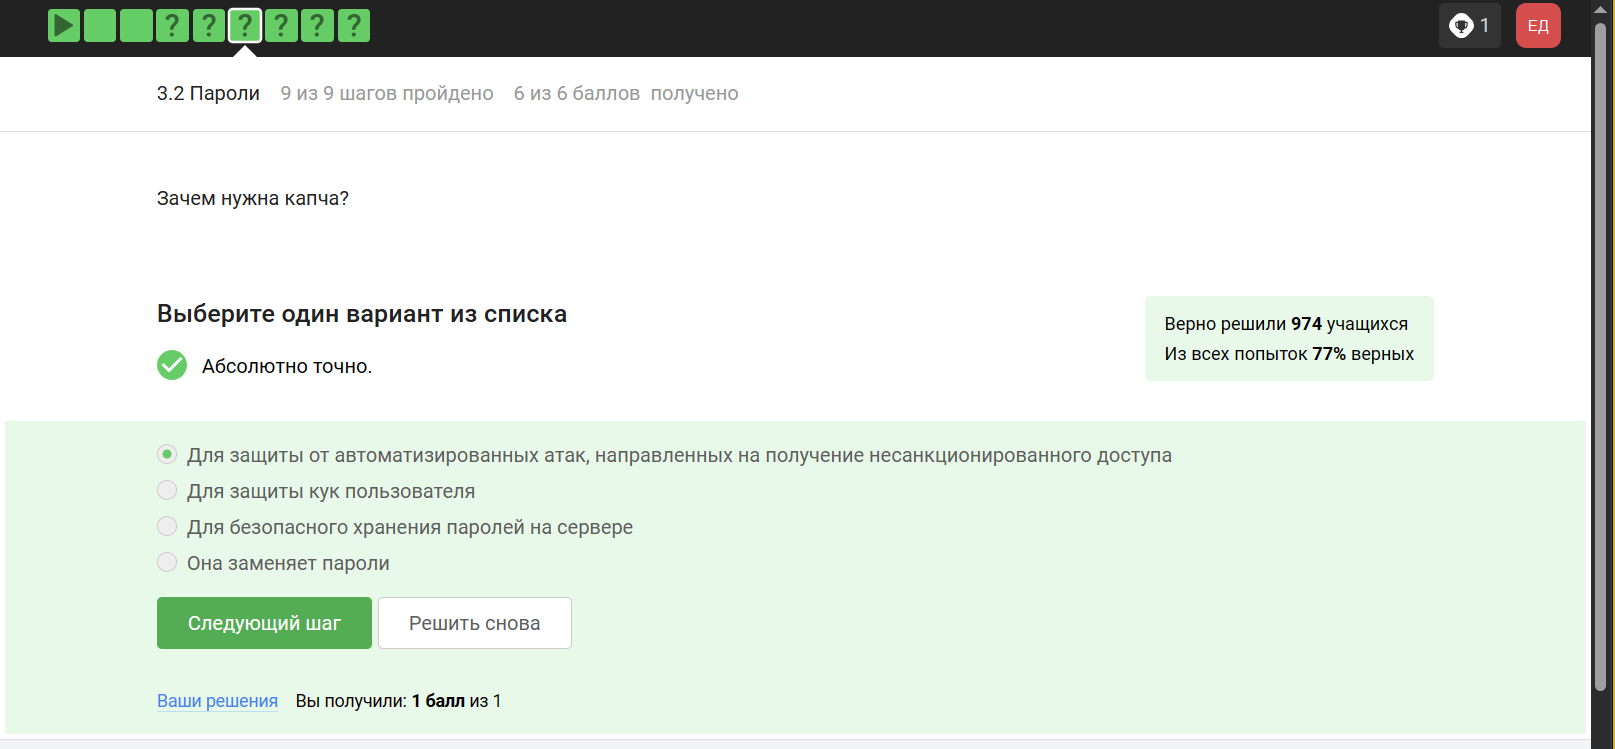 ? ? ? ? ? ?
1
ЕД
3.2 Пароли 9 из 9 шагов пройдено 6 из 6 баллов получено
Зачем нужна капча?
Выберите один вариант из списка
Абсолютно точно.
Верно решили 974 учащихся
Из всех попыток 77% верных
Для защиты от автоматизированных атак, направленных на получение несанкционированного доступа
Для защиты кук пользователя
Для безопасного хранения паролей на сервере
Она заменяет пароли
Следующий шаг
Решить снова
Ваши решения Вы получили: 1 балл из 1